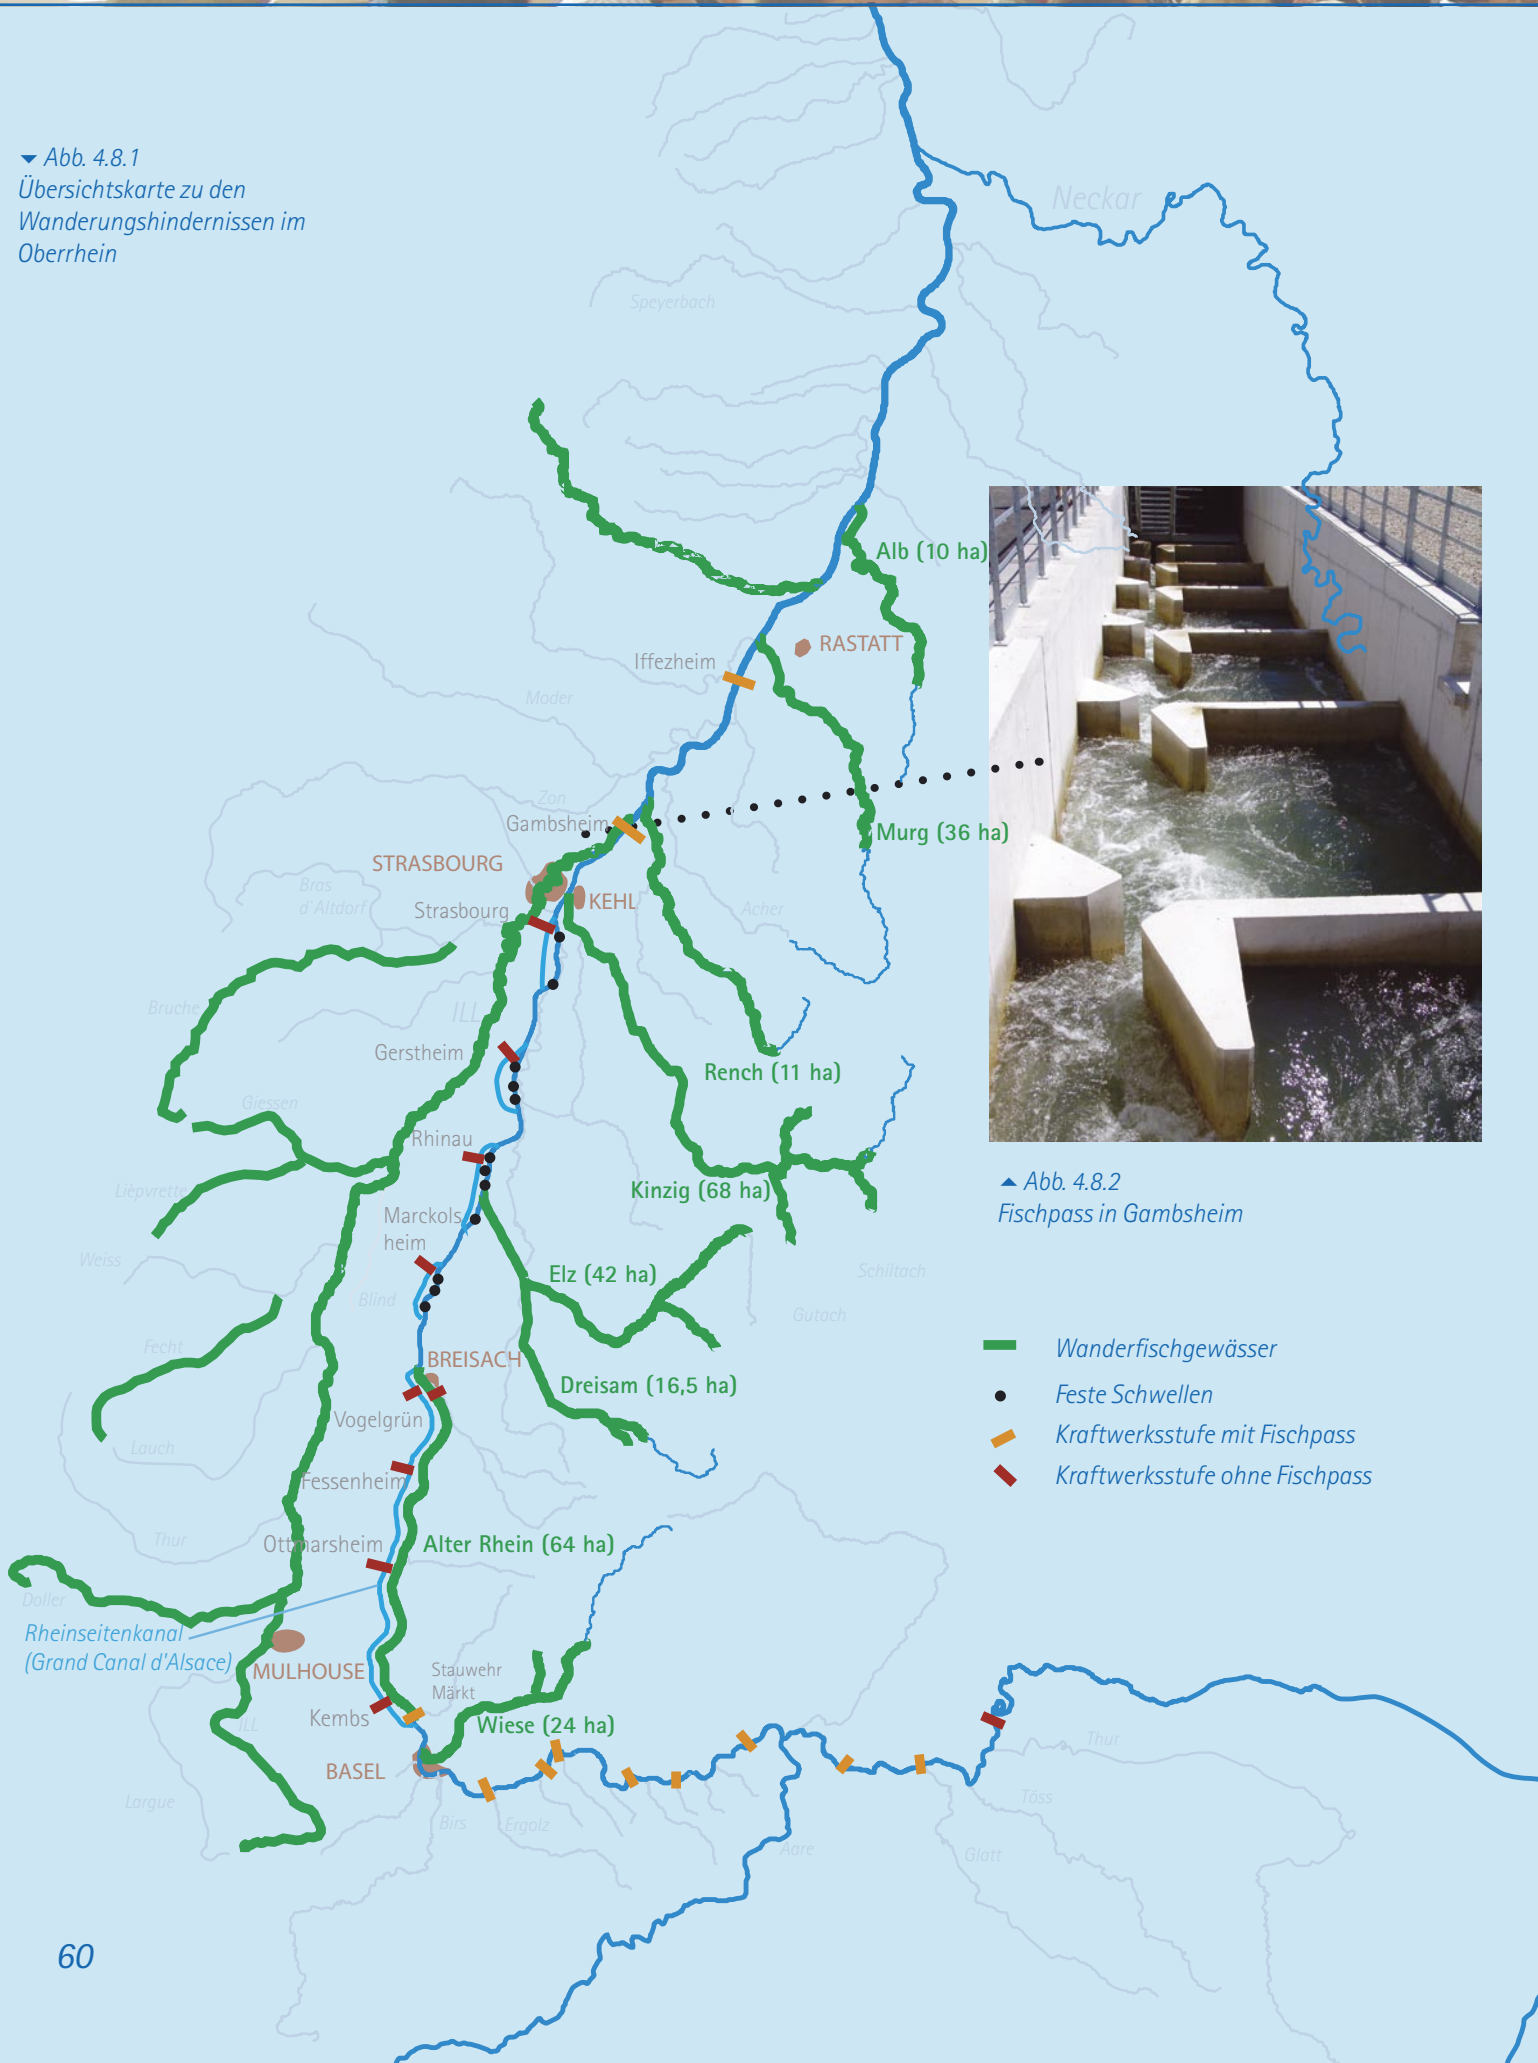 Abb. 4.8.1
Übersichtskarte zu den
Wanderungshindernissen im
Oberrhein
Neckar
Speyerbach
Alb (10 ha)
RASTATT
Iffezheim
Moder
Zorn
Gambsheim
Murg (36 ha)
STRASBOURG
Bras
d'Altdorf
KEHL
Strasbourg
Acher
Bruche
ILL
Gerstheim
Rench (11 ha)
Giessen
Rhinau
Abb. 4.8.2
Fischpass in Gambsheim
Lièpvrette
Kinzig (68 ha)
Marckols
heim
Weiss
Elz (42 ha)
Schiltach
Blind
Gutach
Fecht
BREISACH
Wanderfischgewässer
Dreisam (16,5 ha)
Feste Schwellen
Vogelgrün
Kraftwerksstufe mit Fischpass
Lauch
Fessenheim
Kraftwerksstufe ohne Fischpass
Thur
Ottmarsheim
Alter Rhein (64 ha)
Doller
Rheinseitenkanal
(Grand Canal d'Alsace)
MULHOUSE
Stauwehr
Märkt
Kembs
ILL
Wiese (24 ha)
Thur
BASEL
Largue
Birs
Ergolz
Töss
Aare
Glatt
60